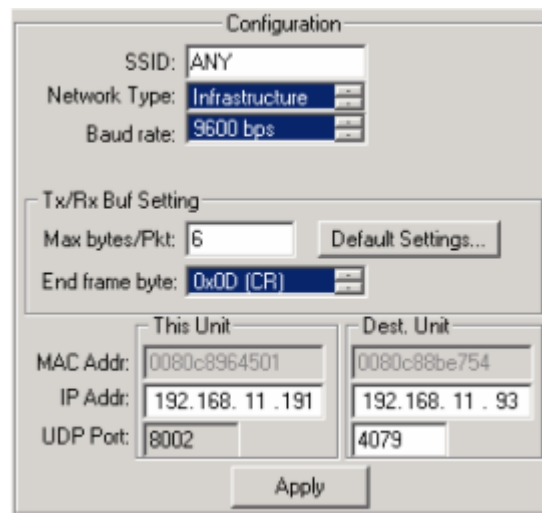 Configuration
SSID: ANY
Network Type: Infrastructure
Baud rate: 9600 bps
Tx/Rx Buf Setting
Max bytes/Pkt: 6 Default Settings...
End frame byte: 0x0D (CR)
This Unit Dest. Unit
MAC Addr: 0080c8964501 0080c88be754
IP Addr: 192.168. 11 .191 192.168. 11 . 93
UDP Port: 8002 4079
Apply